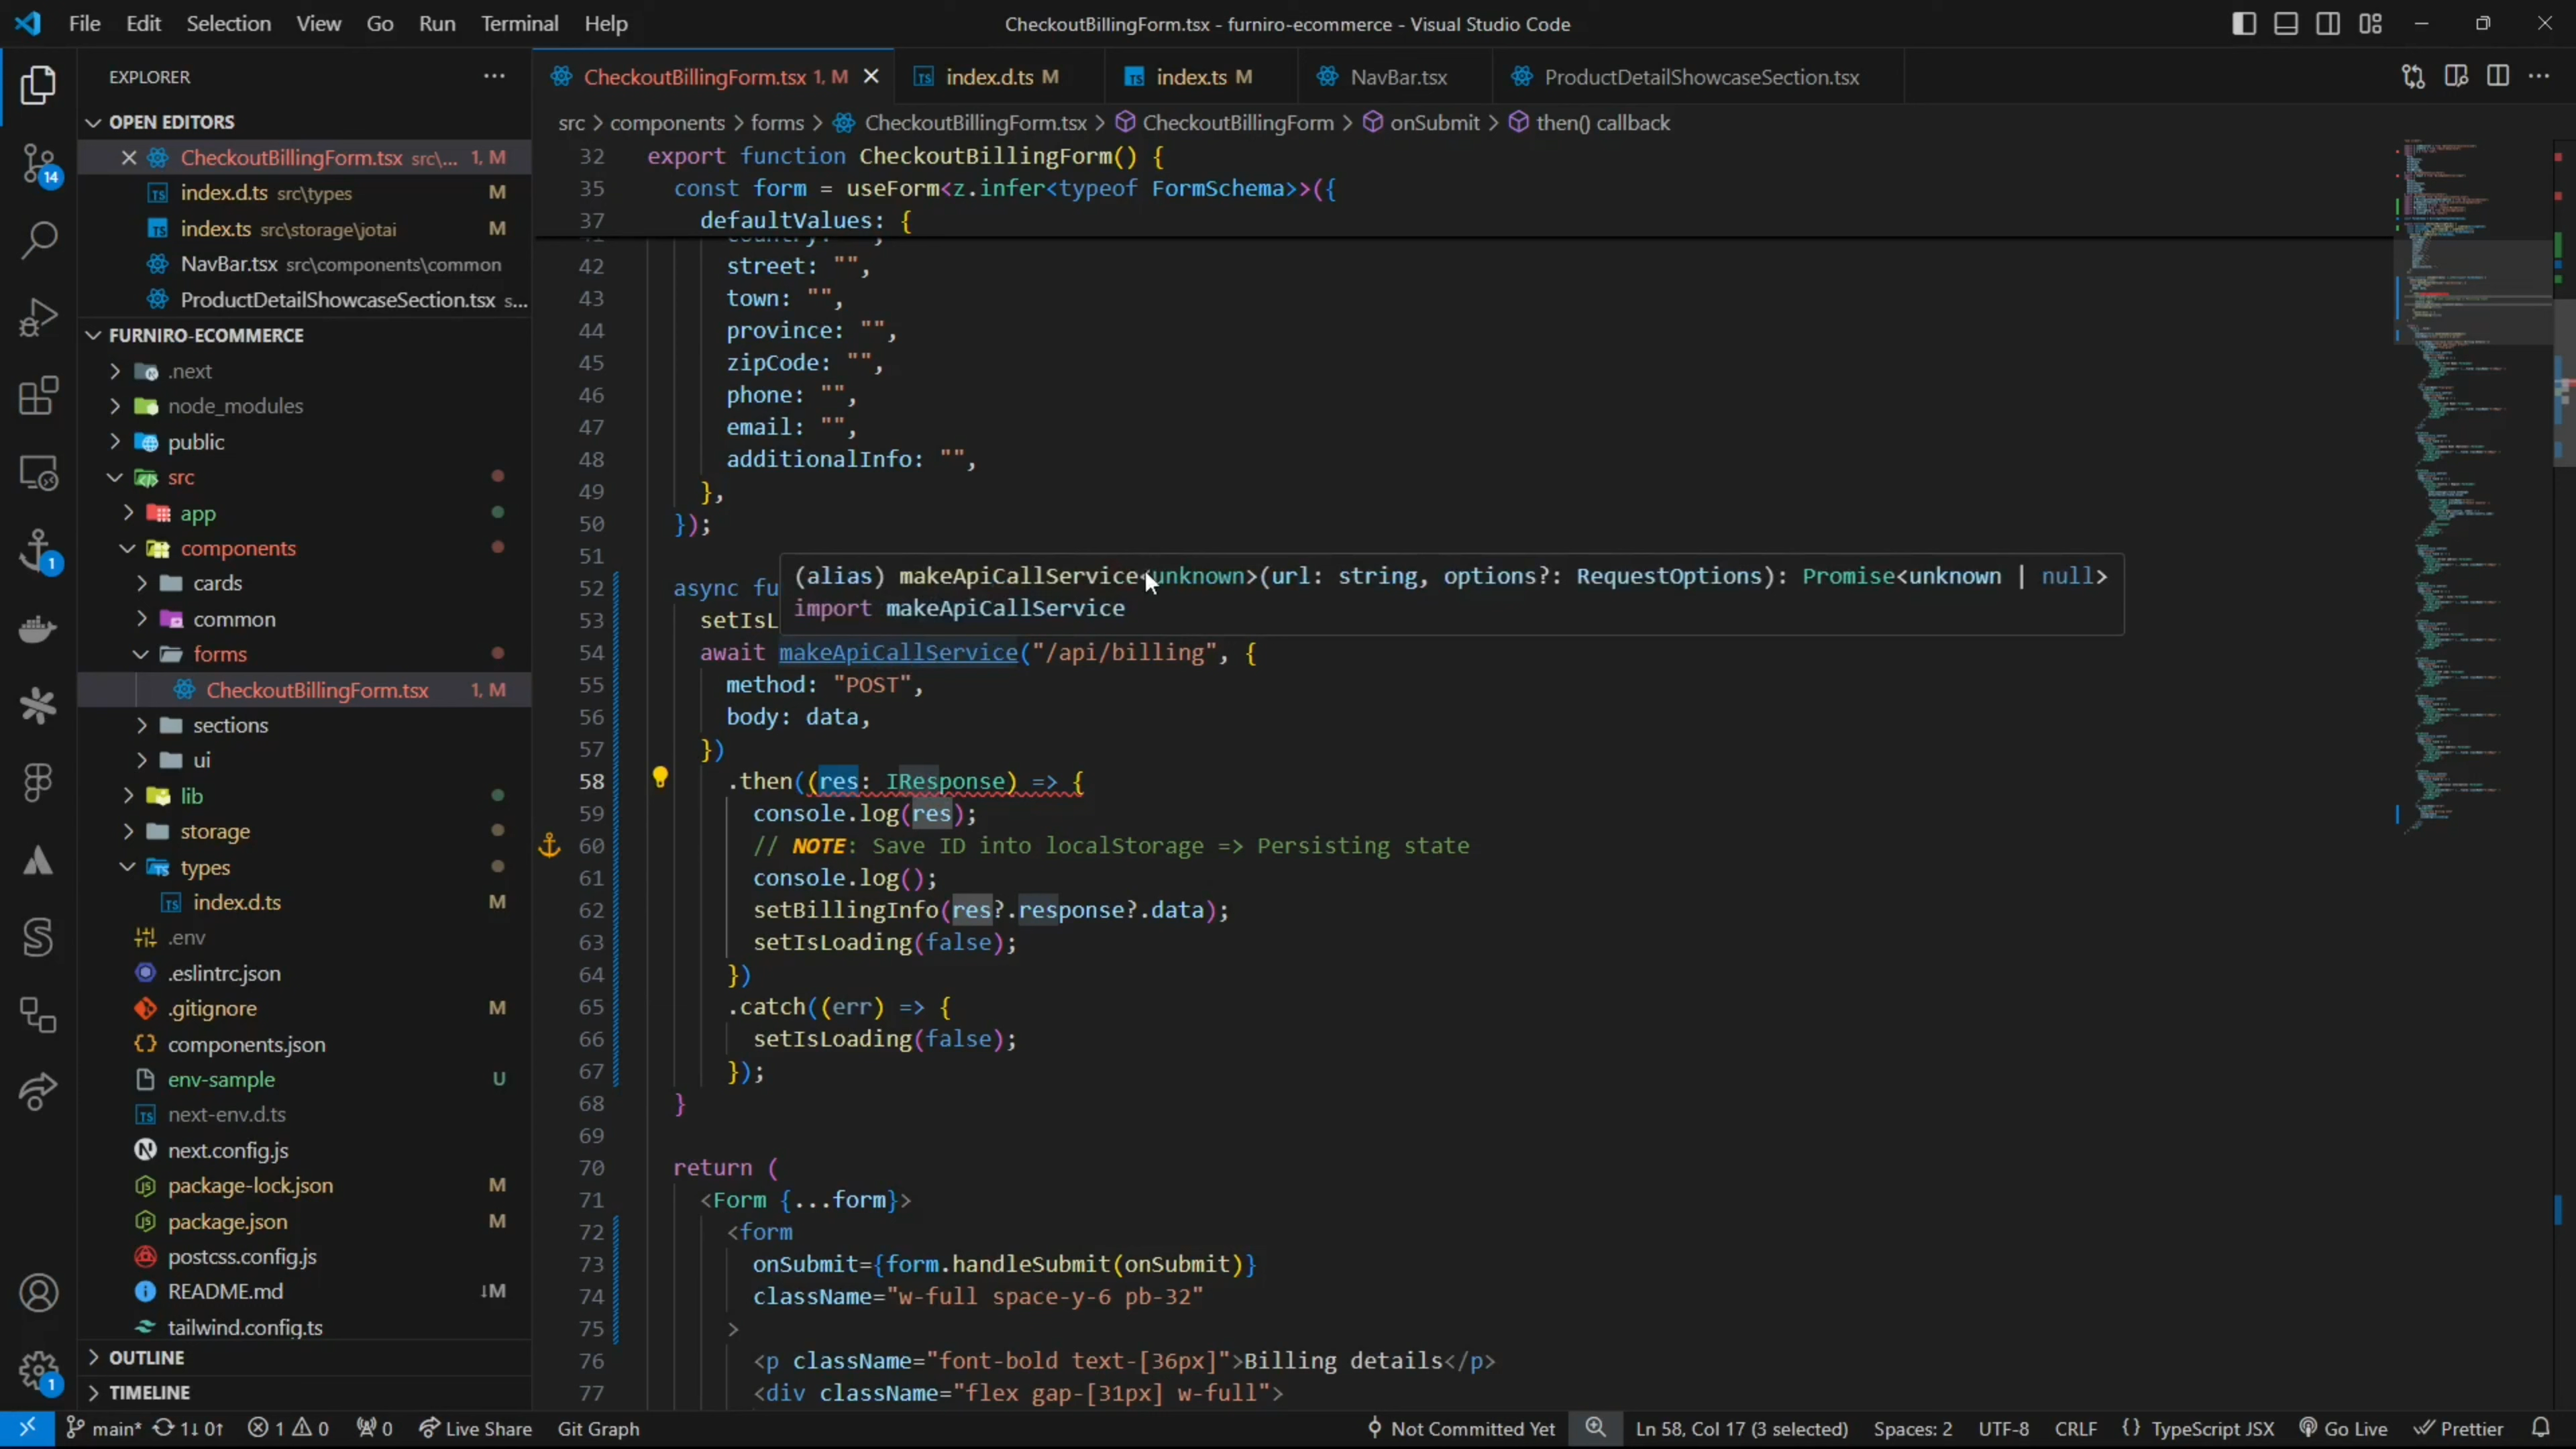 File Edit Selection View Go Run Terminal Help
CheckoutBillingForm.tsx - furniro-ecommerce - Visual Studio Code
EXPLORER
OPEN EDITORS
CheckoutBillingForm.tsx src\... 1, M
index.d.ts src\types M
index.ts src\storage\jotai M
NavBar.tsx src\components\common
ProductDetailShowcaseSection.tsx s...
FURNIRO-ECOMMERCE
.next
node_modules
public
src
app
components
cards
common
forms
CheckoutBillingForm.tsx 1, M
sections
ui
lib
storage
types
index.d.ts M
.env
.eslintrc.json
.gitignore M
components.json
env-sample U
next-env.d.ts
next.config.js
package-lock.json M
package.json M
postcss.config.js
README.md ↓M
tailwind.config.ts
OUTLINE
TIMELINE
14
1
1
CheckoutBillingForm.tsx 1, M
index.d.ts M
index.ts M
NavBar.tsx
ProductDetailShowcaseSection.tsx
src > components > forms > CheckoutBillingForm.tsx > CheckoutBillingForm > onSubmit > then() callback
32 export function CheckoutBillingForm() {
35 const form = useForm<z.infer<typeof FormSchema>>({
37 defaultValues: {
42 street: "",
43 town: "",
44 province: "",
45 zipCode: "",
46 phone: "",
47 email: "",
48 additionalInfo: "",
49 },
50 });
51
(alias) makeApiCallService<unknown>(url: string, options?: RequestOptions): Promise<unknown | null>
import makeApiCallService
52 async fu
53 setIsL
54 await makeApiCallService("/api/billing", {
55 method: "POST",
56 body: data,
57 })
58 .then((res: IResponse) => {
59 console.log(res);
60 // NOTE: Save ID into localStorage => Persisting state
61 console.log();
62 setBillingInfo(res?.response?.data);
63 setIsLoading(false);
64 })
65 .catch((err) => {
66 setIsLoading(false);
67 });
68 }
69
70 return (
71 <Form {...form}>
72 <form
73 onSubmit={form.handleSubmit(onSubmit)}
74 className="w-full space-y-6 pb-32"
75 >
76 <p className="font-bold text-[36px]">Billing details</p>
77 <div className="flex gap-[31px] w-full">
main* 1↓ 0↑ 1 0 0 Live Share Git Graph
Not Committed Yet Ln 58, Col 17 (3 selected) Spaces: 2 UTF-8 CRLF {} TypeScript JSX Go Live Prettier